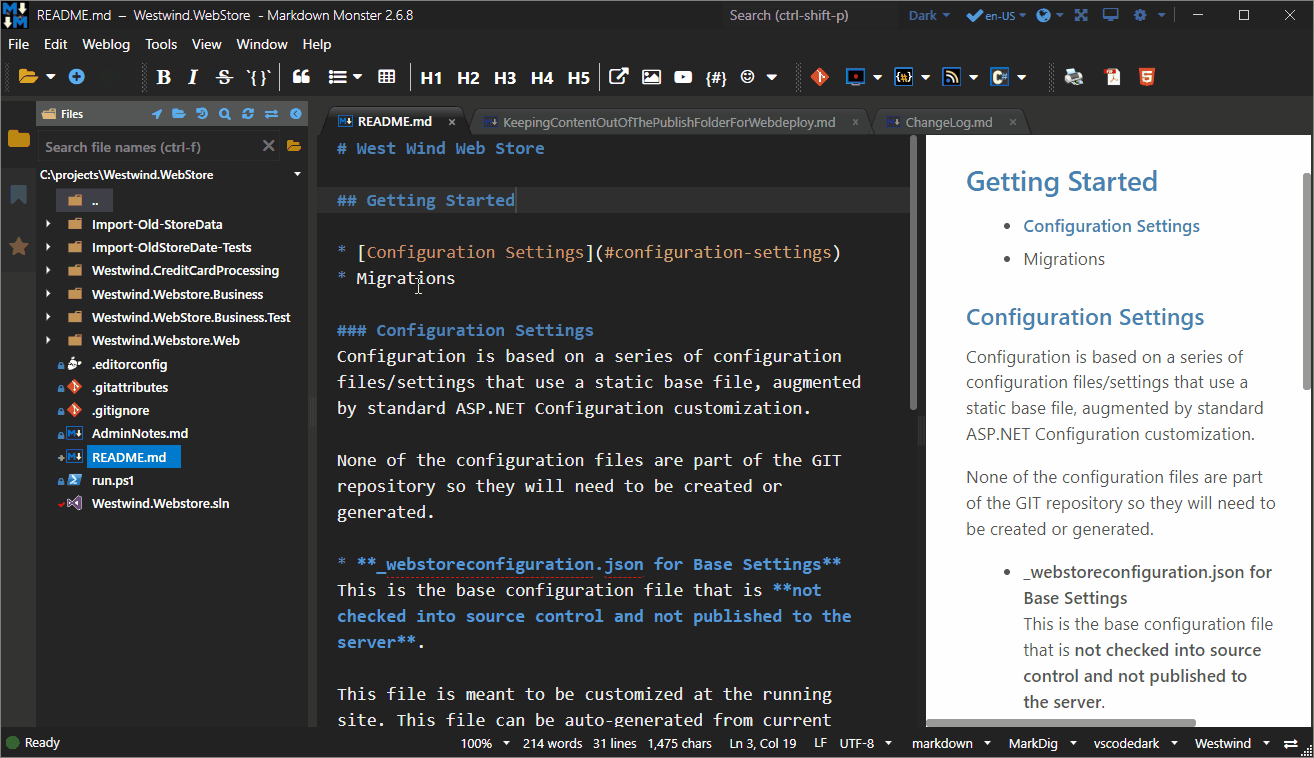 README.md – Westwind.WebStore - Markdown Monster 2.6.8
Search (ctrl-shift-p)
Dark
en-US
File Edit Weblog Tools View Window Help
B I S `{}` H1 H2 H3 H4 H5 {#} C#
Files
README.md
KeepingContentOutOfThePublishFolderForWebdeploy.md
ChangeLog.md
Search file names (ctrl-f)
C:\projects\Westwind.WebStore
..
Import-Old-StoreData
Import-OldStoreDate-Tests
Westwind.CreditCardProcessing
Westwind.Webstore.Business
Westwind.WebStore.Business.Test
Westwind.Webstore.Web
.editorconfig
.gitattributes
.gitignore
AdminNotes.md
README.md
run.ps1
Westwind.Webstore.sln
# West Wind Web Store
## Getting Started
* [Configuration Settings](#configuration-settings)
* Migrations
### Configuration Settings
Configuration is based on a series of configuration
files/settings that use a static base file, augmented
by standard ASP.NET Configuration customization.
None of the configuration files are part of the GIT
repository so they will need to be created or
generated.
* **_webstoreconfiguration.json for Base Settings**
This is the base configuration file that is **not
checked into source control and not published to the
server**.
This file is meant to be customized at the running
site. This file can be auto-generated from current
Getting Started
• Configuration Settings
• Migrations
Configuration Settings
Configuration is based on a series of
configuration files/settings that use a
static base file, augmented by standard
ASP.NET Configuration customization.
None of the configuration files are part
of the GIT repository so they will need to
be created or generated.
• _webstoreconfiguration.json for
Base Settings
This is the base configuration file
that is not checked into source
control and not published to
the server.
Ready
100% 214 words 31 lines 1,475 chars Ln 3, Col 19 LF UTF-8 markdown MarkDig vscodedark Westwind